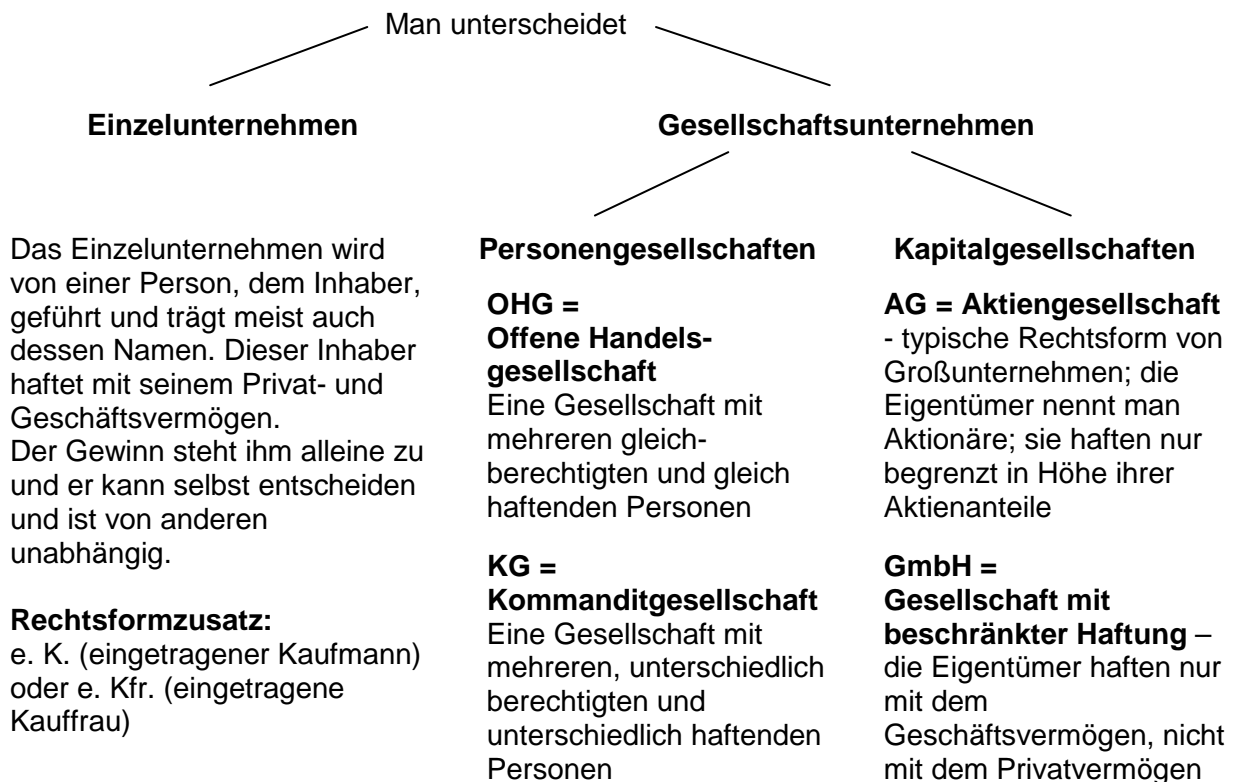 Man unterscheidet
Einzelunternehmen
Gesellschaftsunternehmen
Das Einzelunternehmen wird
von einer Person, dem Inhaber,
geführt und trägt meist auch
dessen Namen. Dieser Inhaber
haftet mit seinem Privat- und
Geschäftsvermögen.
Der Gewinn steht ihm alleine zu
und er kann selbst entscheiden
und ist von anderen
unabhängig.
Rechtsformzusatz:
e. K. (eingetragener Kaufmann)
oder e. Kfr. (eingetragene
Kauffrau)
Personengesellschaften
OHG =
Offene Handels-
gesellschaft
Eine Gesellschaft mit
mehreren gleich-
berechtigten und gleich
haftenden Personen
KG =
Kommanditgesellschaft
Eine Gesellschaft mit
mehreren, unterschiedlich
berechtigten und
unterschiedlich haftenden
Personen
Kapitalgesellschaften
AG = Aktiengesellschaft
- typische Rechtsform von
Großunternehmen; die
Eigentümer nennt man
Aktionäre; sie haften nur
begrenzt in Höhe ihrer
Aktienanteile
GmbH =
Gesellschaft mit
beschränkter Haftung –
die Eigentümer haften nur
mit dem
Geschäftsvermögen, nicht
mit dem Privatvermögen